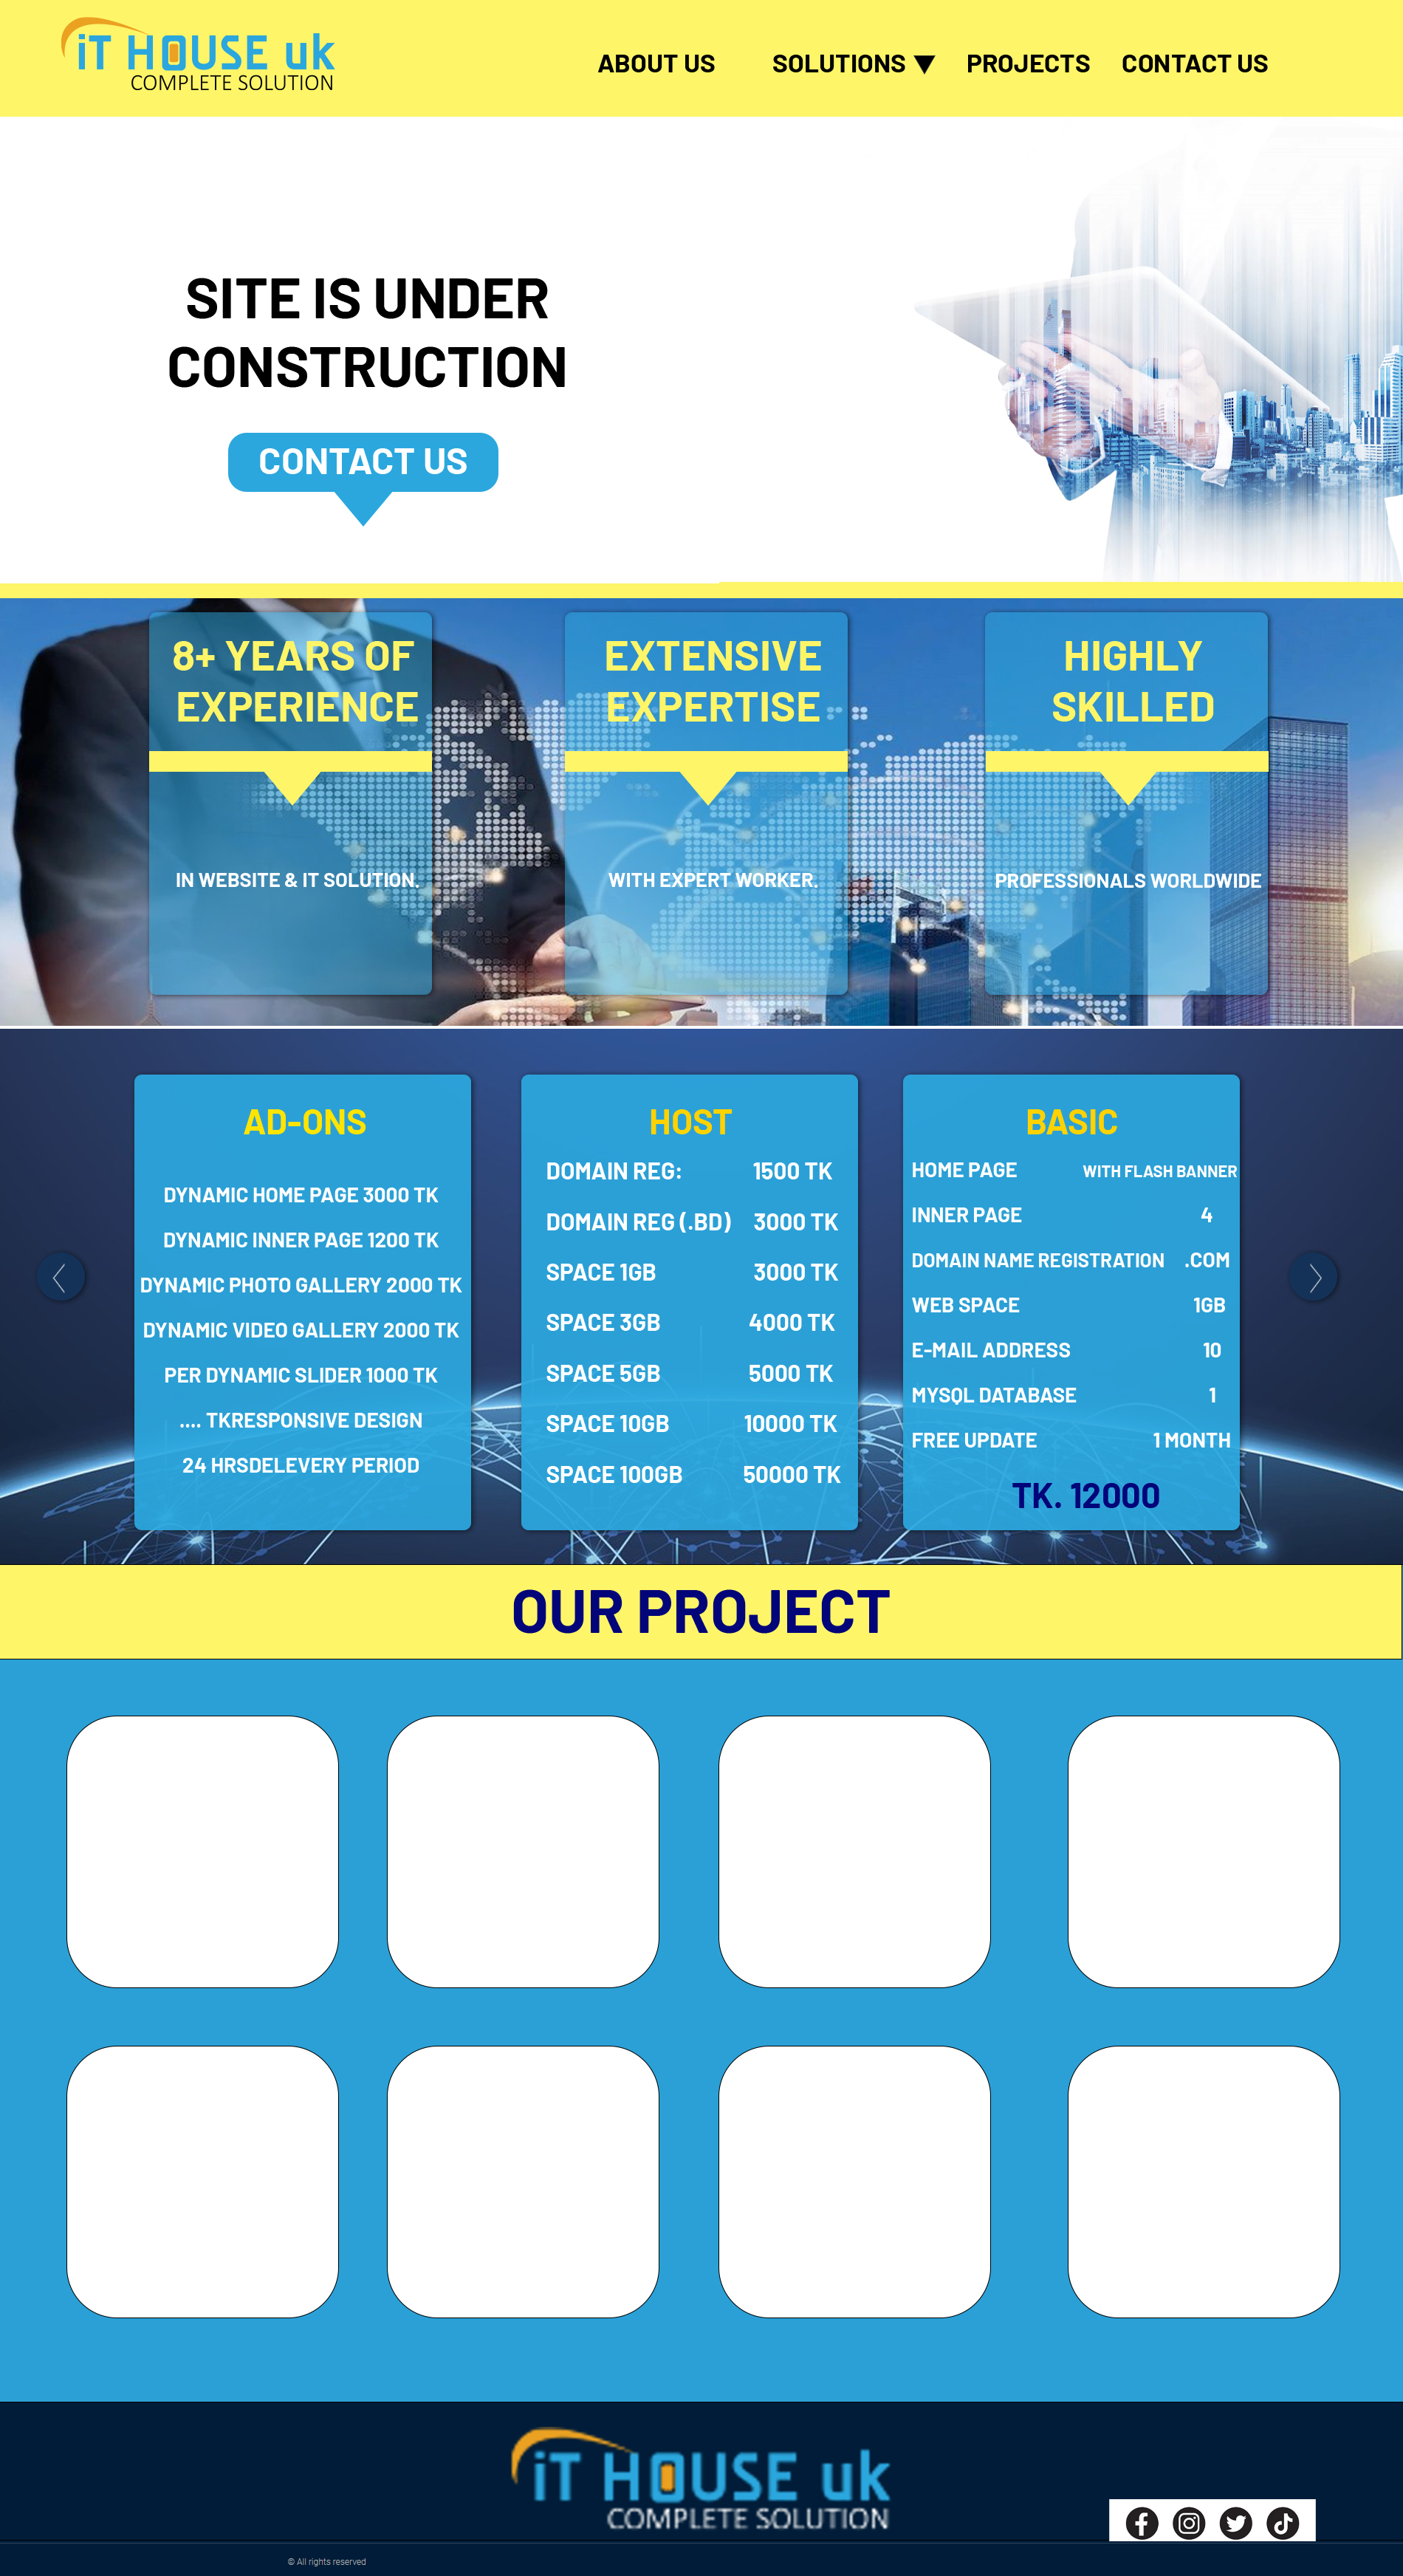 iT HOUSE uk
COMPLETE SOLUTION
ABOUT US SOLUTIONS ▼ PROJECTS CONTACT US
SITE IS UNDER
CONSTRUCTION
CONTACT US
8+ YEARS OF
EXPERIENCE
IN WEBSITE & IT SOLUTION.
EXTENSIVE
EXPERTISE
WITH EXPERT WORKER.
HIGHLY
SKILLED
PROFESSIONALS WORLDWIDE
AD-ONS
DYNAMIC HOME PAGE 3000 TK
DYNAMIC INNER PAGE 1200 TK
DYNAMIC PHOTO GALLERY 2000 TK
DYNAMIC VIDEO GALLERY 2000 TK
PER DYNAMIC SLIDER 1000 TK
.... TKRESPONSIVE DESIGN
24 HRSDELEVERY PERIOD
HOST
DOMAIN REG: 1500 TK
DOMAIN REG (.BD) 3000 TK
SPACE 1GB 3000 TK
SPACE 3GB 4000 TK
SPACE 5GB 5000 TK
SPACE 10GB 10000 TK
SPACE 100GB 50000 TK
BASIC
HOME PAGE WITH FLASH BANNER
INNER PAGE 4
DOMAIN NAME REGISTRATION .COM
WEB SPACE 1GB
E-MAIL ADDRESS 10
MYSQL DATABASE 1
FREE UPDATE 1 MONTH
TK. 12000
OUR PROJECT
iT HOUSE uk
COMPLETE SOLUTION
© All rights reserved